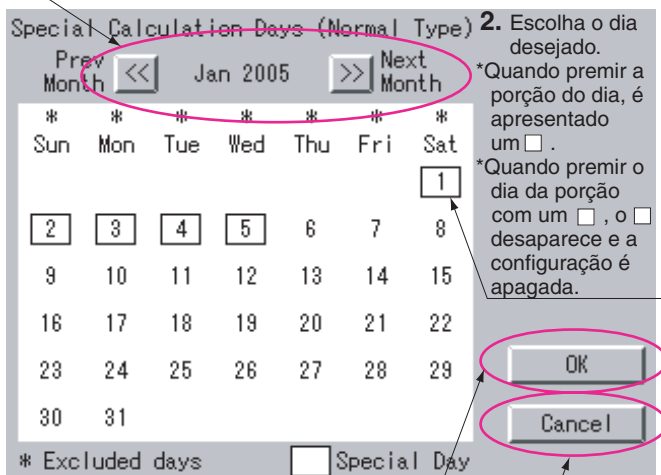 Special Calculation Days (Normal Type)
Prev Month << Jan 2005 >> Next Month
* * * * * * *
Sun Mon Tue Wed Thu Fri Sat
1
2 3 4 5 6 7 8
9 10 11 12 13 14 15
16 17 18 19 20 21 22
23 24 25 26 27 28 29
30 31
* Excluded days □ Special Day
2. Escolha o dia
desejado.
*Quando premir a
porção do dia, é
apresentado
um □ .
*Quando premir o
dia da porção
com um □ , o □
desaparece e a
configuração é
apagada.
OK
Cancel